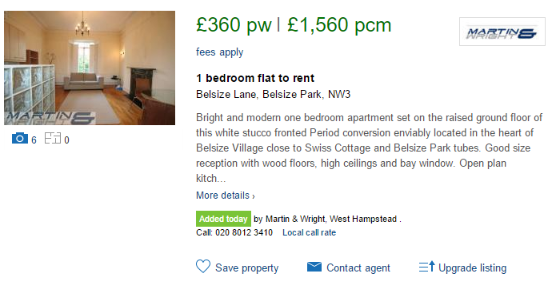 £360 pw | £1,560 pcm
MARTIN &
WRIGHT
fees apply
1 bedroom flat to rent
Belsize Lane, Belsize Park, NW3
Bright and modern one bedroom apartment set on the raised ground floor of
this white stucco fronted Period conversion enviably located in the heart of
Belsize Village close to Swiss Cottage and Belsize Park tubes. Good size
reception with wood floors, high ceilings and bay window. Open plan
kitch...
MARTIN &
WRIGHT
6 0
More details ›
Added today by Martin & Wright, West Hampstead .
Call: 020 8012 3410 Local call rate
Save property Contact agent Upgrade listing